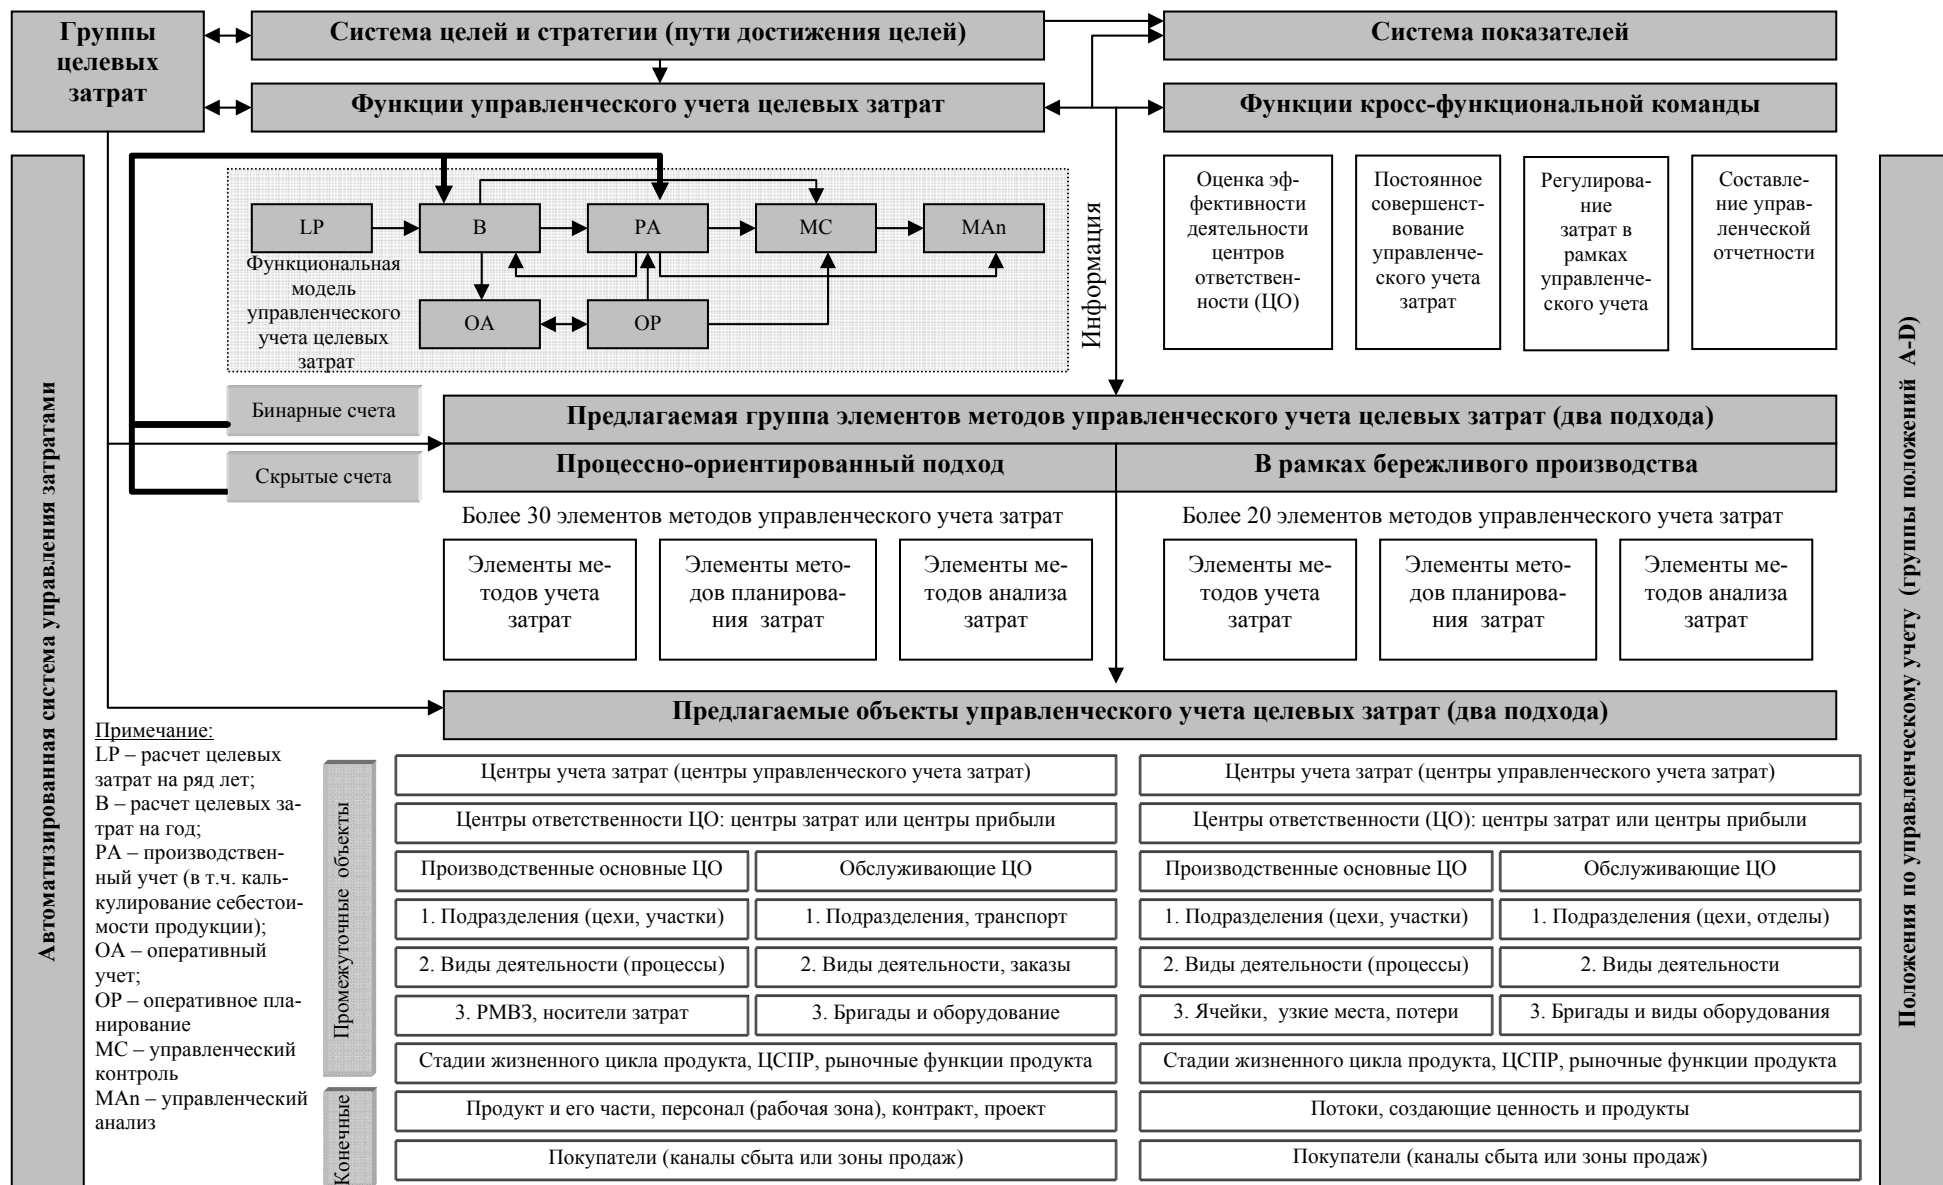 Группы
целевых
затрат
Система целей и стратегии (пути достижения целей)
Система показателей
Функции управленческого учета целевых затрат
Функции кросс-функциональной команды
Автоматизированная система управления затратами
LP
B
PA
MC
MAn
Функциональная
модель
управленческого
учета целевых
затрат
OA
OP
Информация
Оценка эф-
фективности
деятельности
центров
ответствен-
ности (ЦО)
Постоянное
совершенст-
вование
управленче-
ского учета
затрат
Регулирова-
ние
затрат в
рамках
управленче-
ского учета
Составле-
ние управ-
ленческой
отчетности
Положения по управленческому учету (группы положений A-D)
Бинарные счета
Скрытые счета
Предлагаемая группа элементов методов управленческого учета целевых затрат (два подхода)
Процессно-ориентированный подход
В рамках бережливого производства
Более 30 элементов методов управленческого учета затрат
Более 20 элементов методов управленческого учета затрат
Элементы ме-
тодов учета
затрат
Элементы мето-
дов планирова-
ния затрат
Элементы ме-
тодов анализа
затрат
Элементы ме-
тодов учета
затрат
Элементы мето-
дов планирова-
ния затрат
Элементы ме-
тодов анализа
затрат
Предлагаемые объекты управленческого учета целевых затрат (два подхода)
Примечание:
LP – расчет целевых
затрат на ряд лет;
B – расчет целевых за-
трат на год;
PA – производствен-
ный учет (в т.ч. каль-
кулирование себестои-
мости продукции);
OA – оперативный
учет;
OP – оперативное пла-
нирование
MC – управленческий
контроль
MAn – управленческий
анализ
Промежуточные объекты
Конечные
Центры учета затрат (центры управленческого учета затрат)
Центры учета затрат (центры управленческого учета затрат)
Центры ответственности ЦО: центры затрат или центры прибыли
Центры ответственности (ЦО): центры затрат или центры прибыли
Производственные основные ЦО
Обслуживающие ЦО
Производственные основные ЦО
Обслуживающие ЦО
1. Подразделения (цехи, участки)
1. Подразделения, транспорт
1. Подразделения (цехи, участки)
1. Подразделения (цехи, отделы)
2. Виды деятельности (процессы)
2. Виды деятельности, заказы
2. Виды деятельности (процессы)
2. Виды деятельности
3. РМВЗ, носители затрат
3. Бригады и оборудование
3. Ячейки, узкие места, потери
3. Бригады и виды оборудования
Стадии жизненного цикла продукта, ЦСПР, рыночные функции продукта
Стадии жизненного цикла продукта, ЦСПР, рыночные функции продукта
Продукт и его части, персонал (рабочая зона), контракт, проект
Потоки, создающие ценность и продукты
Покупатели (каналы сбыта или зоны продаж)
Покупатели (каналы сбыта или зоны продаж)